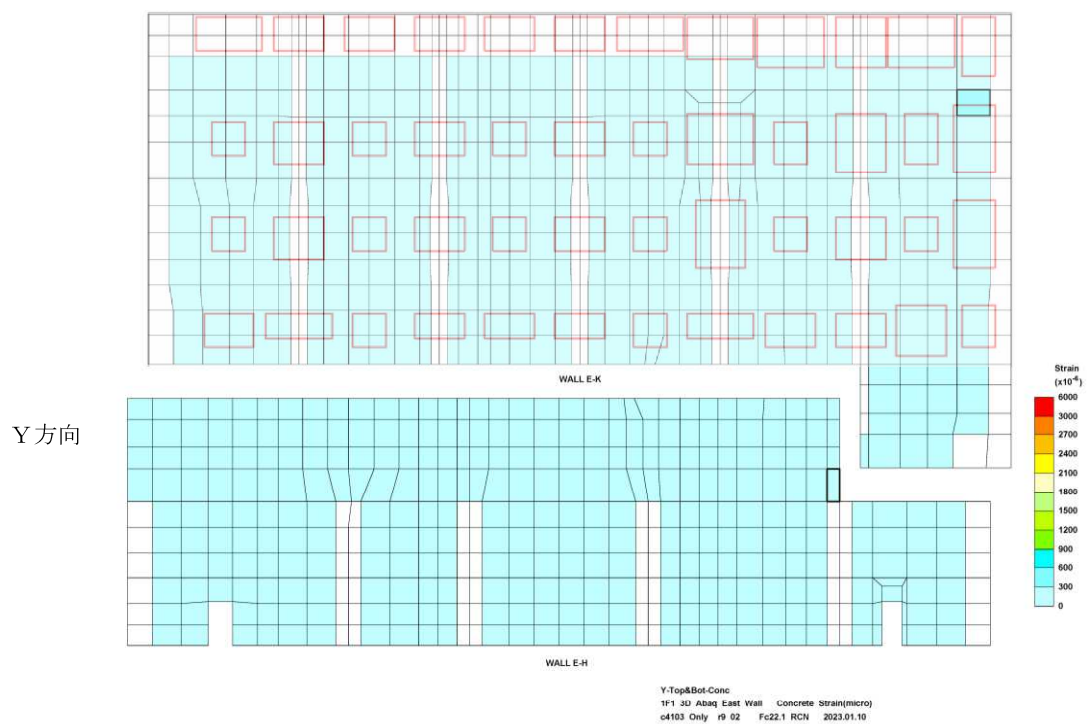 WALL E-K
Strain
(x10⁻⁶)
6000
3000
2700
2400
2100
1800
1500
1200
900
600
300
0
Y方向
WALL E-H
Y-Top&Bot-Conc
1F1 3D Abaq East Wall Concrete Strain(micro)
c4103 Only r9 02 Fc22.1 RCN 2023.01.10